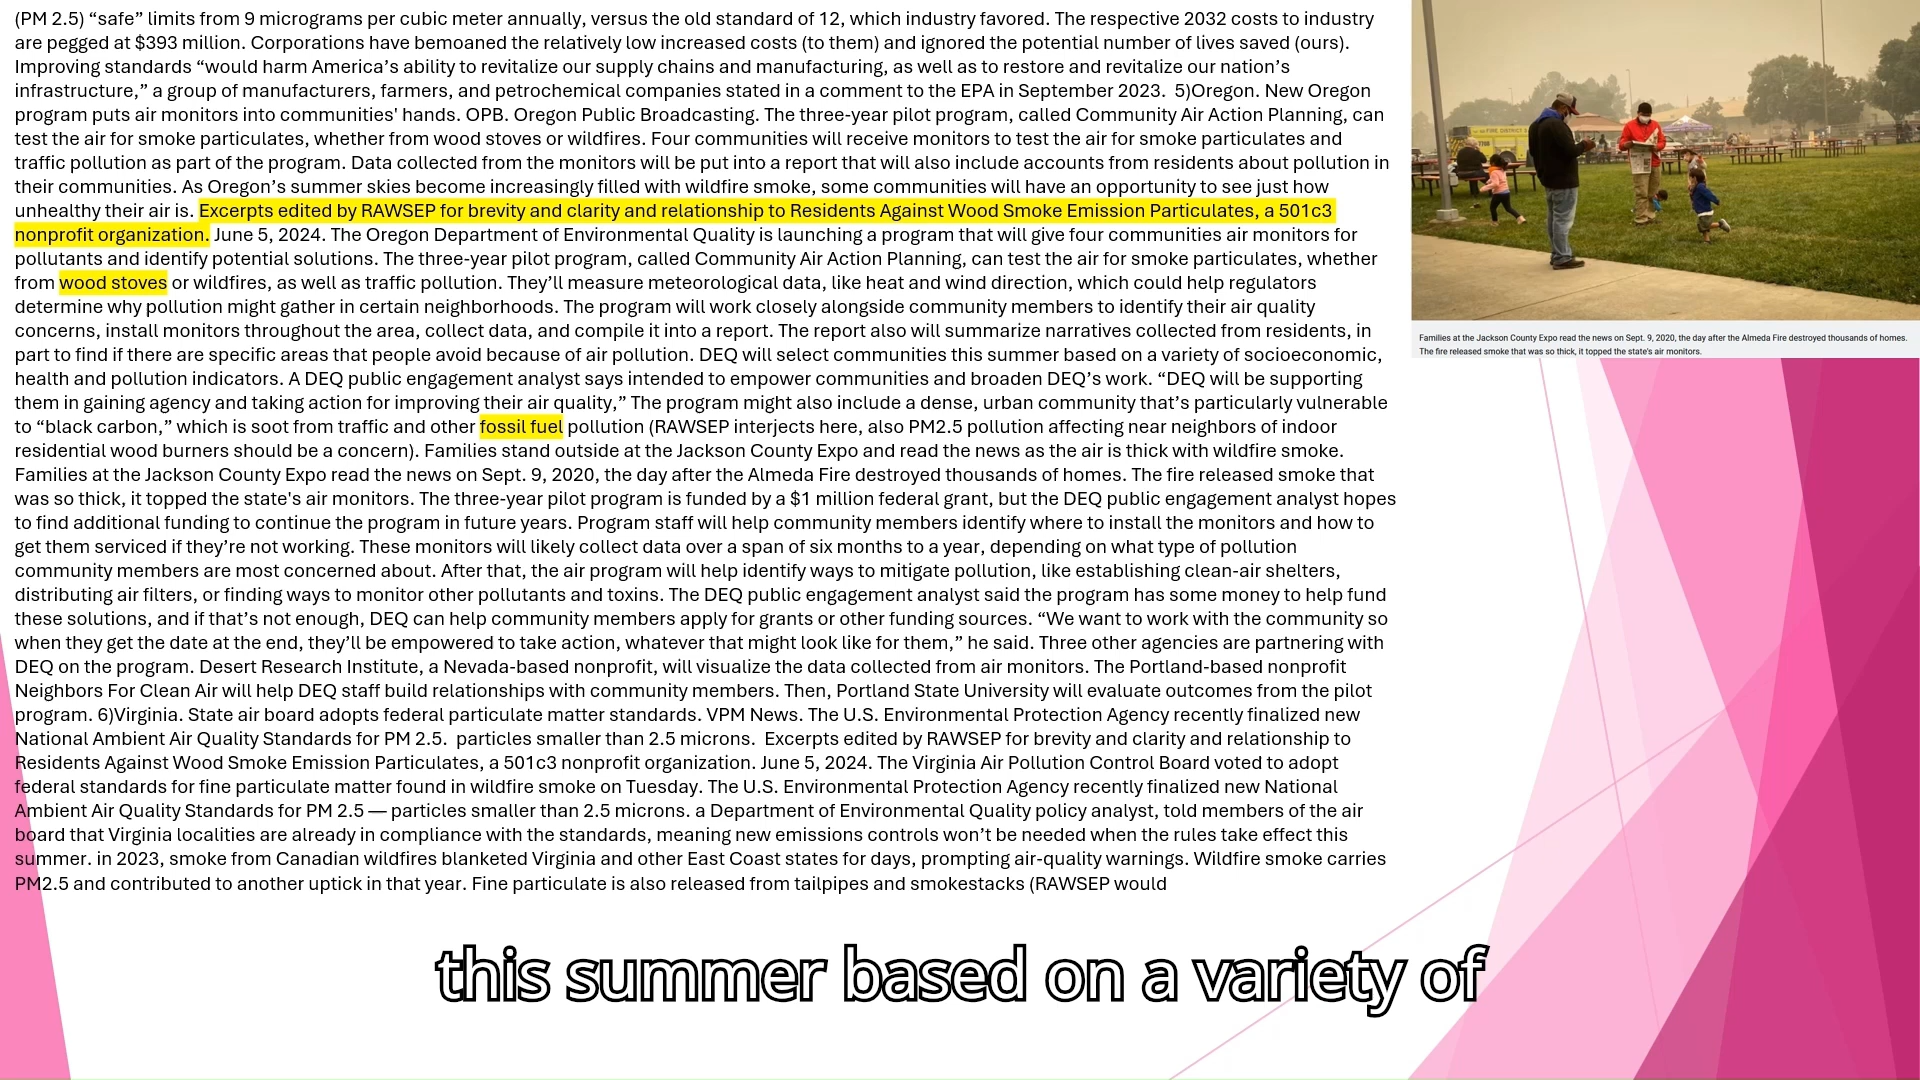 (PM 2.5) “safe” limits from 9 micrograms per cubic meter annually, versus the old standard of 12, which industry favored. The respective 2032 costs to industry
are pegged at $393 million. Corporations have bemoaned the relatively low increased costs (to them) and ignored the potential number of lives saved (ours).
Improving standards “would harm America’s ability to revitalize our supply chains and manufacturing, as well as to restore and revitalize our nation’s
infrastructure,” a group of manufacturers, farmers, and petrochemical companies stated in a comment to the EPA in September 2023.  5)Oregon. New Oregon
program puts air monitors into communities' hands. OPB. Oregon Public Broadcasting. The three-year pilot program, called Community Air Action Planning, can
test the air for smoke particulates, whether from wood stoves or wildfires. Four communities will receive monitors to test the air for smoke particulates and
traffic pollution as part of the program. Data collected from the monitors will be put into a report that will also include accounts from residents about pollution in
their communities. As Oregon’s summer skies become increasingly filled with wildfire smoke, some communities will have an opportunity to see just how
unhealthy their air is. Excerpts edited by RAWSEP for brevity and clarity and relationship to Residents Against Wood Smoke Emission Particulates, a 501c3
nonprofit organization. June 5, 2024. The Oregon Department of Environmental Quality is launching a program that will give four communities air monitors for
pollutants and identify potential solutions. The three-year pilot program, called Community Air Action Planning, can test the air for smoke particulates, whether
from wood stoves or wildfires, as well as traffic pollution. They’ll measure meteorological data, like heat and wind direction, which could help regulators
determine why pollution might gather in certain neighborhoods. The program will work closely alongside community members to identify their air quality
concerns, install monitors throughout the area, collect data, and compile it into a report. The report also will summarize narratives collected from residents, in
part to find if there are specific areas that people avoid because of air pollution. DEQ will select communities this summer based on a variety of socioeconomic,
health and pollution indicators. A DEQ public engagement analyst says intended to empower communities and broaden DEQ’s work. “DEQ will be supporting
them in gaining agency and taking action for improving their air quality,” The program might also include a dense, urban community that’s particularly vulnerable
to “black carbon,” which is soot from traffic and other fossil fuel pollution (RAWSEP interjects here, also PM2.5 pollution affecting near neighbors of indoor
residential wood burners should be a concern). Families stand outside at the Jackson County Expo and read the news as the air is thick with wildfire smoke.
Families at the Jackson County Expo read the news on Sept. 9, 2020, the day after the Almeda Fire destroyed thousands of homes. The fire released smoke that
was so thick, it topped the state's air monitors. The three-year pilot program is funded by a $1 million federal grant, but the DEQ public engagement analyst hopes
to find additional funding to continue the program in future years. Program staff will help community members identify where to install the monitors and how to
get them serviced if they’re not working. These monitors will likely collect data over a span of six months to a year, depending on what type of pollution
community members are most concerned about. After that, the air program will help identify ways to mitigate pollution, like establishing clean-air shelters,
distributing air filters, or finding ways to monitor other pollutants and toxins. The DEQ public engagement analyst said the program has some money to help fund
these solutions, and if that’s not enough, DEQ can help community members apply for grants or other funding sources. “We want to work with the community so
when they get the date at the end, they’ll be empowered to take action, whatever that might look like for them,” he said. Three other agencies are partnering with
DEQ on the program. Desert Research Institute, a Nevada-based nonprofit, will visualize the data collected from air monitors. The Portland-based nonprofit
Neighbors For Clean Air will help DEQ staff build relationships with community members. Then, Portland State University will evaluate outcomes from the pilot
program. 6)Virginia. State air board adopts federal particulate matter standards. VPM News. The U.S. Environmental Protection Agency recently finalized new
National Ambient Air Quality Standards for PM 2.5.  particles smaller than 2.5 microns.  Excerpts edited by RAWSEP for brevity and clarity and relationship to
Residents Against Wood Smoke Emission Particulates, a 501c3 nonprofit organization. June 5, 2024. The Virginia Air Pollution Control Board voted to adopt
federal standards for fine particulate matter found in wildfire smoke on Tuesday. The U.S. Environmental Protection Agency recently finalized new National
Ambient Air Quality Standards for PM 2.5 — particles smaller than 2.5 microns. a Department of Environmental Quality policy analyst, told members of the air
board that Virginia localities are already in compliance with the standards, meaning new emissions controls won’t be needed when the rules take effect this
summer. in 2023, smoke from Canadian wildfires blanketed Virginia and other East Coast states for days, prompting air-quality warnings. Wildfire smoke carries
PM2.5 and contributed to another uptick in that year. Fine particulate is also released from tailpipes and smokestacks (RAWSEP would
Families at the Jackson County Expo read the news on Sept. 9, 2020, the day after the Almeda Fire destroyed thousands of homes.
The fire released smoke that was so thick, it topped the state's air monitors.
this summer based on a variety of